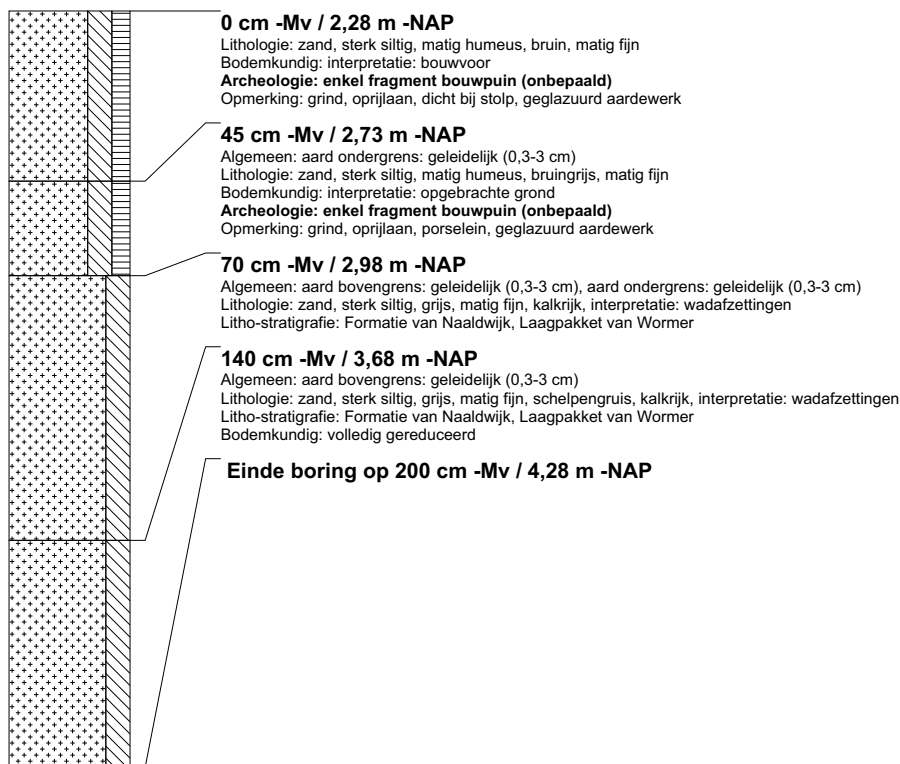 0 cm -Mv / 2,28 m -NAP
Lithologie: zand, sterk siltig, matig humeus, bruin, matig fijn
Bodemkundig: interpretatie: bouwvoor
Archeologie: enkel fragment bouwpuin (onbepaald)
Opmerking: grind, oprijlaan, dicht bij stolp, geglazuurd aardewerk
45 cm -Mv / 2,73 m -NAP
Algemeen: aard ondergrens: geleidelijk (0,3-3 cm)
Lithologie: zand, sterk siltig, matig humeus, bruingrijs, matig fijn
Bodemkundig: interpretatie: opgebrachte grond
Archeologie: enkel fragment bouwpuin (onbepaald)
Opmerking: grind, oprijlaan, porselein, geglazuurd aardewerk
70 cm -Mv / 2,98 m -NAP
Algemeen: aard bovengrens: geleidelijk (0,3-3 cm), aard ondergrens: geleidelijk (0,3-3 cm)
Lithologie: zand, sterk siltig, grijs, matig fijn, kalkrijk, interpretatie: wadafzettingen
Litho-stratigrafie: Formatie van Naaldwijk, Laagpakket van Wormer
140 cm -Mv / 3,68 m -NAP
Algemeen: aard bovengrens: geleidelijk (0,3-3 cm)
Lithologie: zand, sterk siltig, grijs, matig fijn, schelpengruis, kalkrijk, interpretatie: wadafzettingen
Litho-stratigrafie: Formatie van Naaldwijk, Laagpakket van Wormer
Bodemkundig: volledig gereduceerd
Einde boring op 200 cm -Mv / 4,28 m -NAP